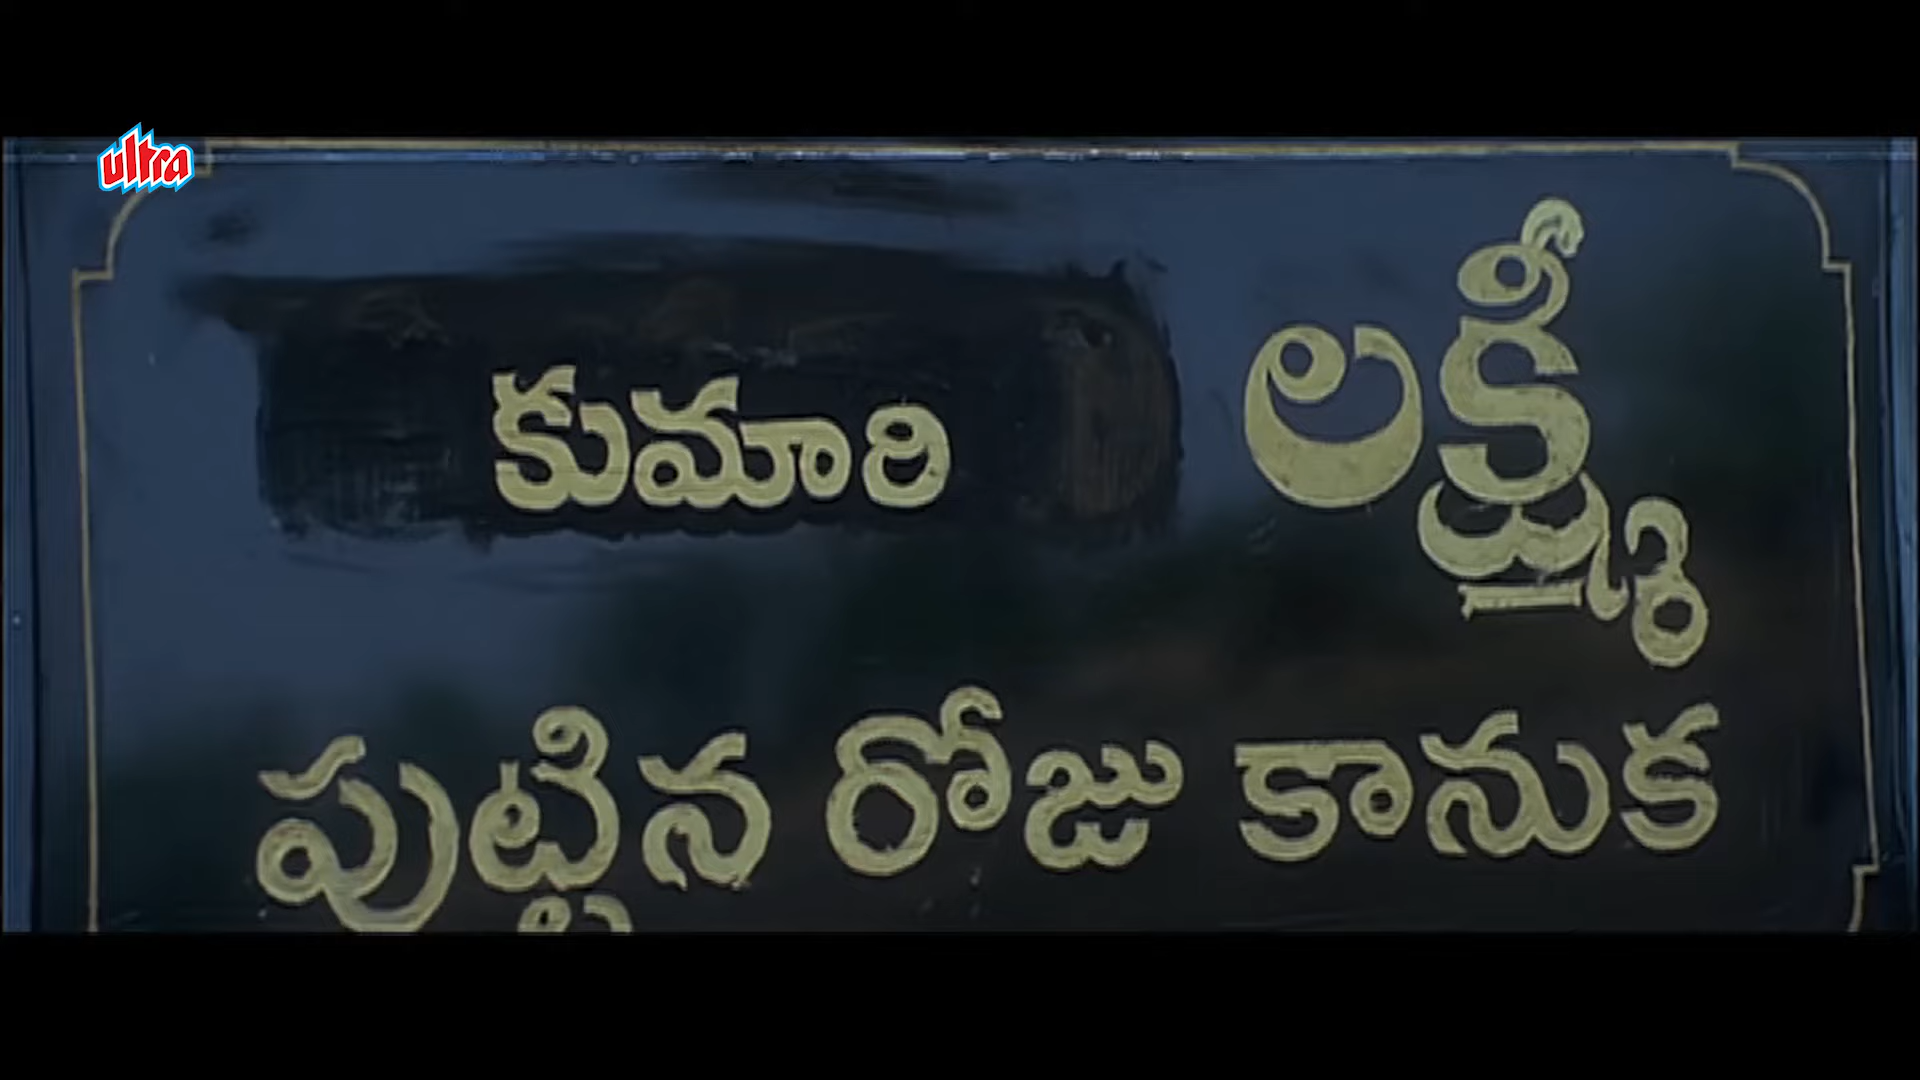 ultra
కుమారి లక్ష్మీ
పుట్టిన రోజు కానుక